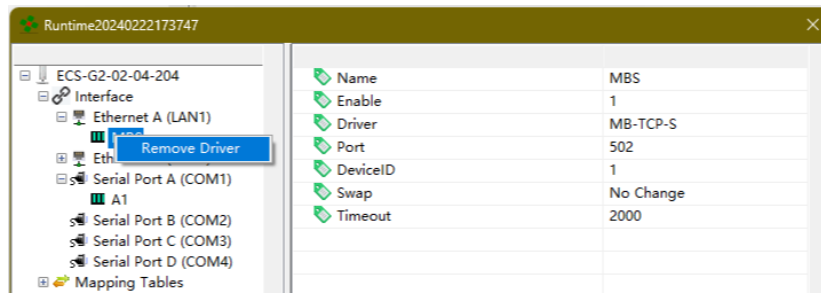 Runtime20240222173747
ECS-G2-02-04-204
Interface
Ethernet A (LAN1)
Remove Driver
Eth
Serial Port A (COM1)
A1
Serial Port B (COM2)
Serial Port C (COM3)
Serial Port D (COM4)
Mapping Tables
Name MBS
Enable 1
Driver MB-TCP-S
Port 502
DeviceID 1
Swap No Change
Timeout 2000